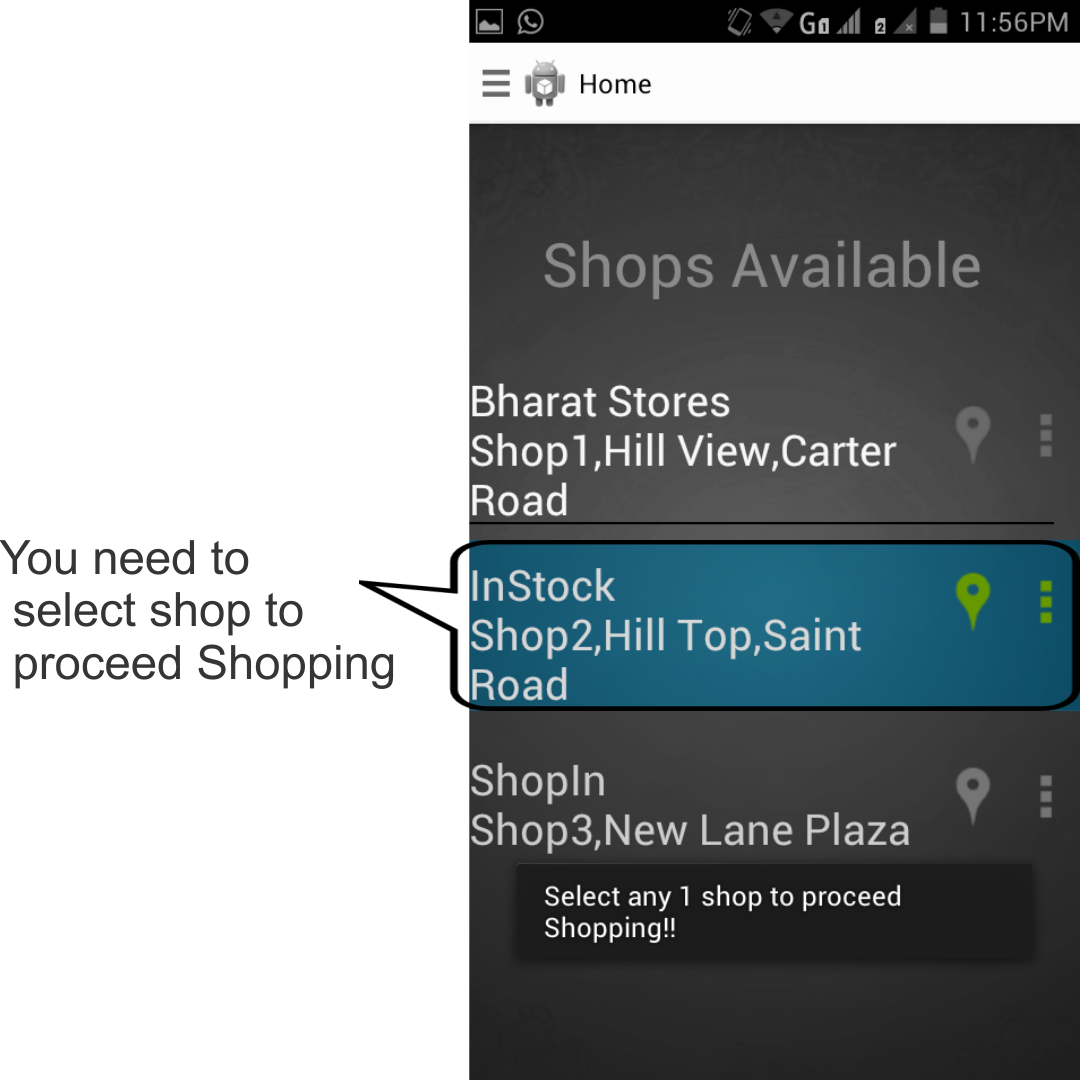 G1
2
11:56PM
Home
Shops Available
Bharat Stores
Shop1,Hill View,Carter
Road
You need to
select shop to
proceed Shopping
InStock
Shop2,Hill Top,Saint
Road
ShopIn
Shop3,New Lane Plaza
Select any 1 shop to proceed
Shopping!!